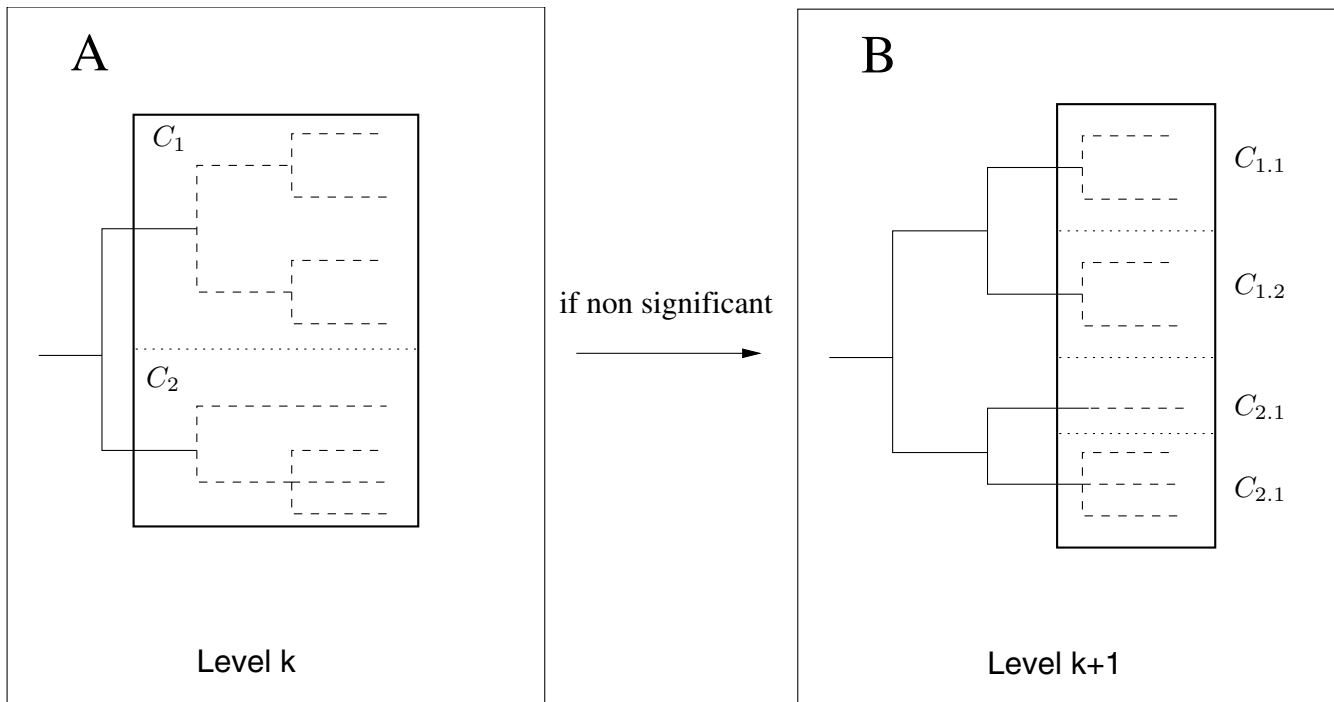 A
C₁
C₂
Level k
if non significant
B
C₁.₁
C₁.₂
C₂.₁
C₂.₁
Level k+1